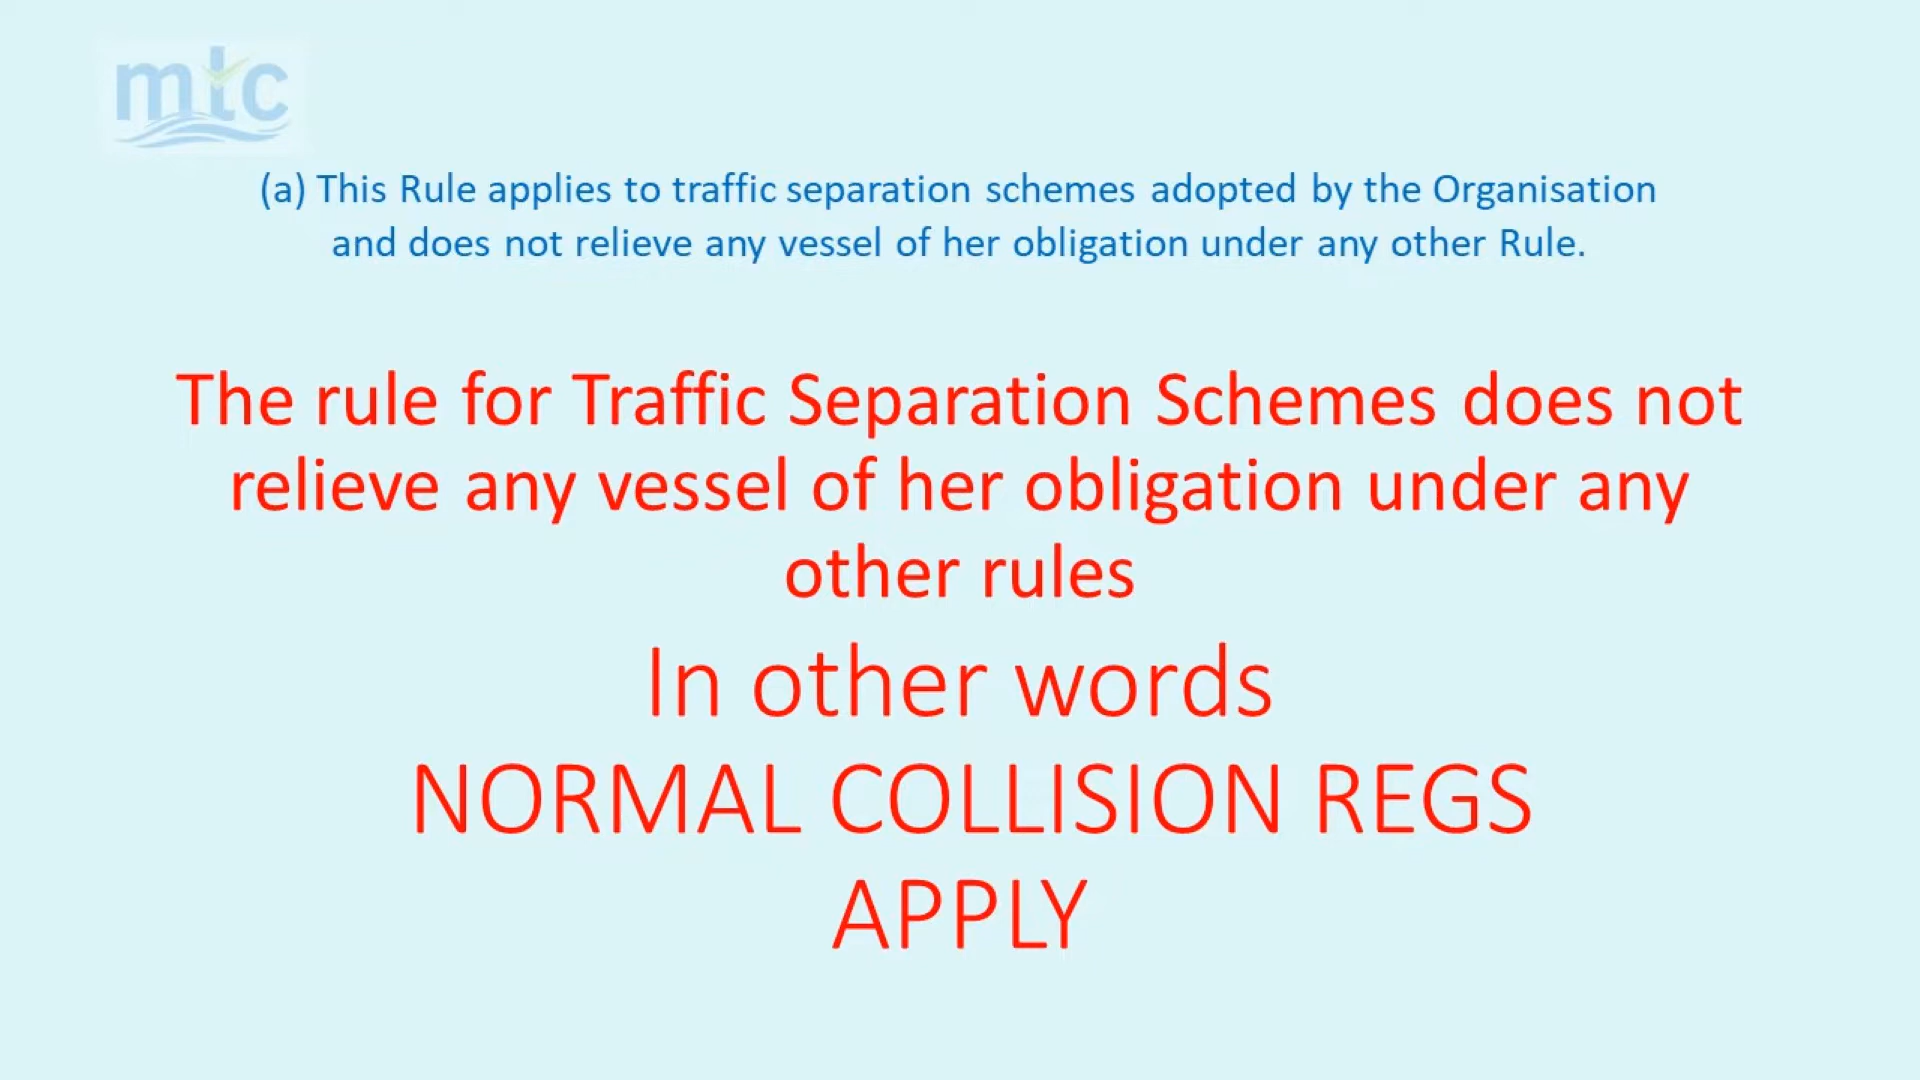 mtc
(a) This Rule applies to traffic separation schemes adopted by the Organisation
and does not relieve any vessel of her obligation under any other Rule.
The rule for Traffic Separation Schemes does not
relieve any vessel of her obligation under any
other rules
In other words
NORMAL COLLISION REGS
APPLY